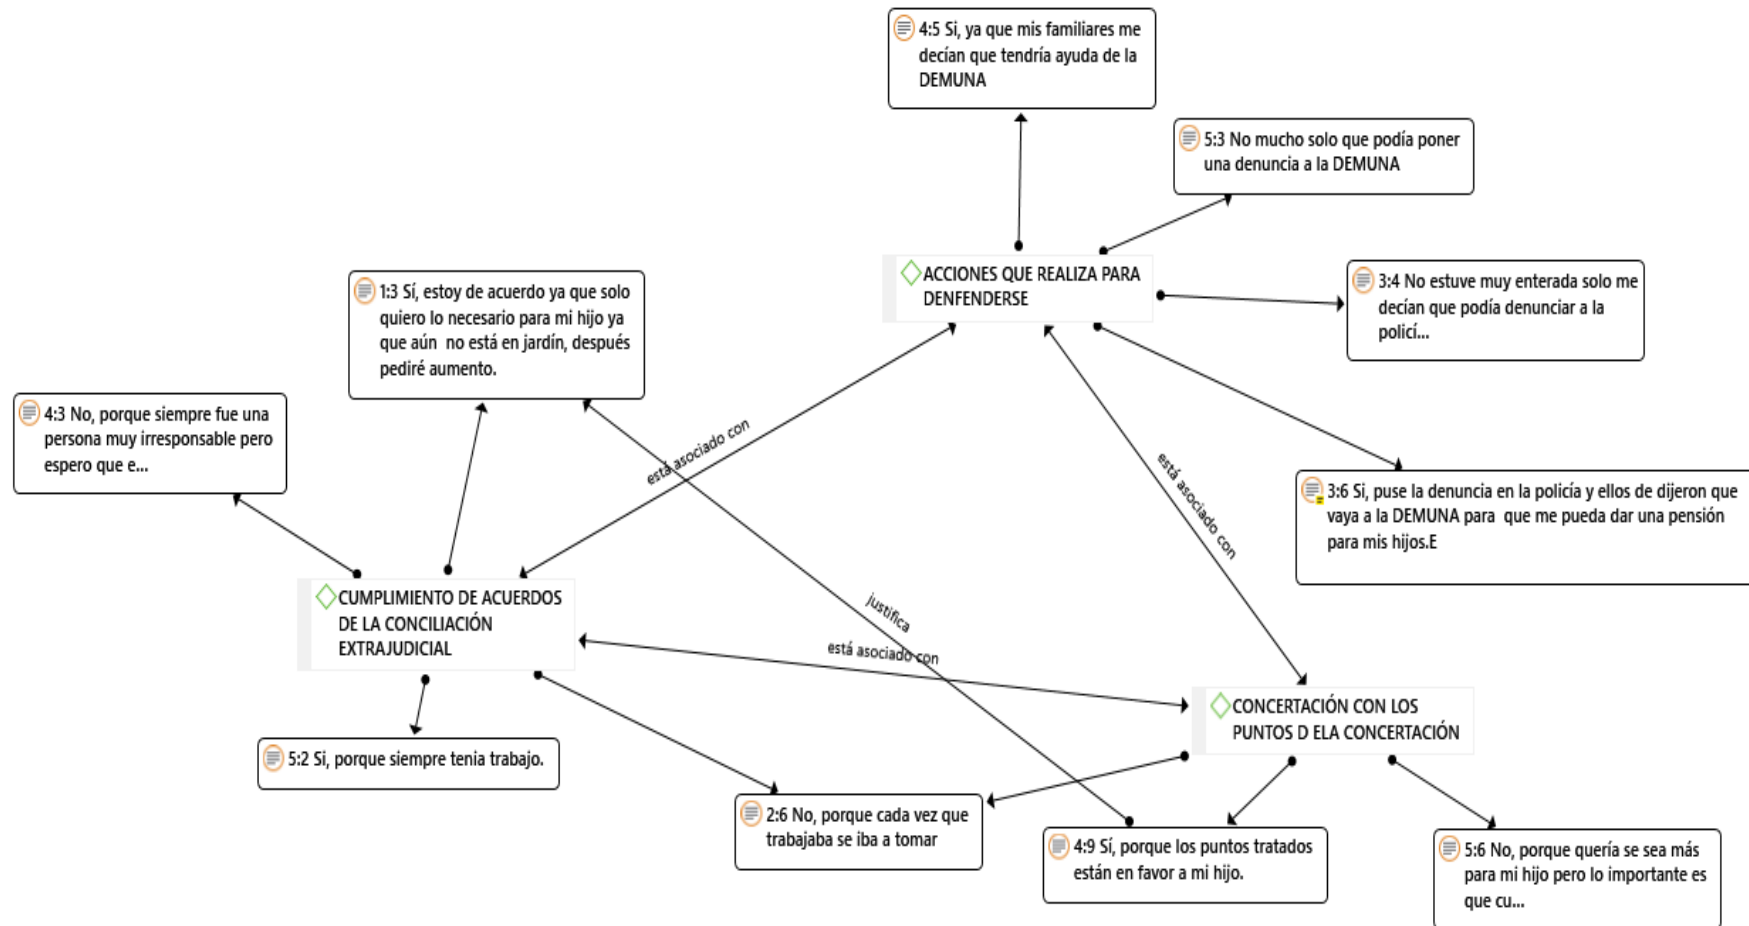 4:5 Si, ya que mis familiares me
decían que tendría ayuda de la
DEMUNA
5:3 No mucho solo que podía poner
una denuncia a la DEMUNA
ACCIONES QUE REALIZA PARA
DENFENDERSE
3:4 No estuve muy enterada solo me
decían que podía denunciar a la
policí...
1:3 Sí, estoy de acuerdo ya que solo
quiero lo necesario para mi hijo ya
que aún no está en jardín, después
pediré aumento.
4:3 No, porque siempre fue una
persona muy irresponsable pero
espero que e...
está asociado con
está asociado con
3:6 Si, puse la denuncia en la policía y ellos de dijeron que
vaya a la DEMUNA para que me pueda dar una pensión
para mis hijos.E
CUMPLIMIENTO DE ACUERDOS
DE LA CONCILIACIÓN
EXTRAJUDICIAL
justifica
está asociado con
CONCERTACIÓN CON LOS
PUNTOS D ELA CONCERTACIÓN
5:2 Si, porque siempre tenia trabajo.
2:6 No, porque cada vez que
trabajaba se iba a tomar
4:9 Sí, porque los puntos tratados
están en favor a mi hijo.
5:6 No, porque quería se sea más
para mi hijo pero lo importante es
que cu...